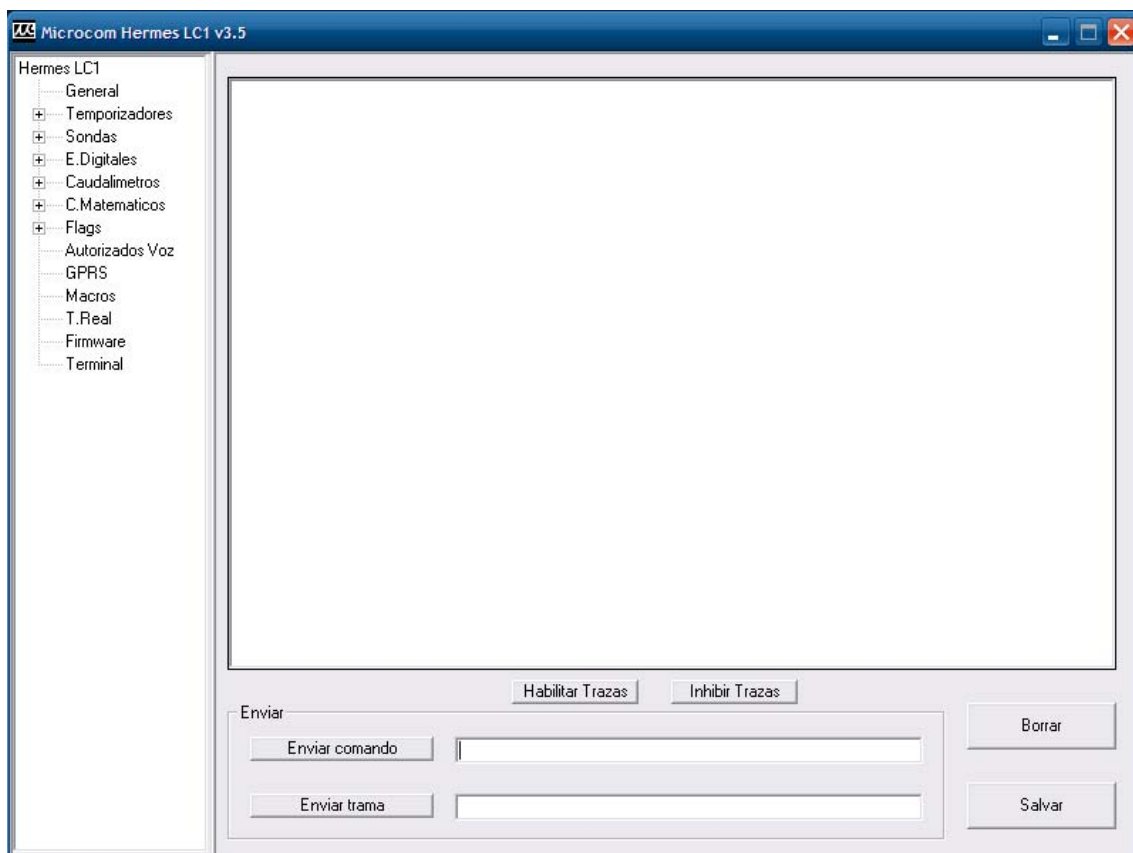 Microcom Hermes LC1 v3.5
Hermes LC1
General
Temporizadores
Sondas
E.Digitales
Caudalimetros
C.Matematicos
Flags
Autorizados Voz
GPRS
Macros
T.Real
Firmware
Terminal
Habilitar Trazas Inhibir Trazas
Enviar
Enviar comando
Enviar trama
Borrar
Salvar